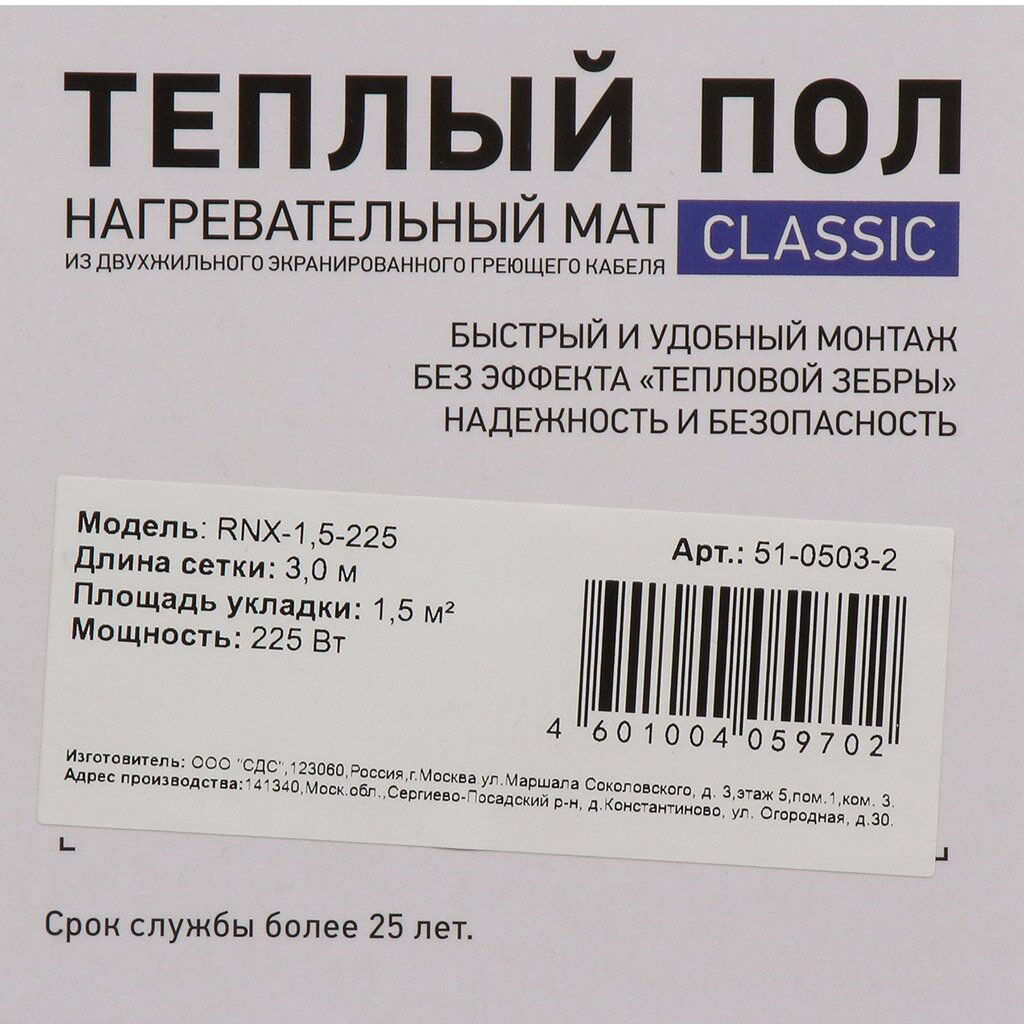 ТЕПЛЫЙ ПОЛ
НАГРЕВАТЕЛЬНЫЙ МАТ CLASSIC
ИЗ ДВУХЖИЛЬНОГО ЭКРАНИРОВАННОГО ГРЕЮЩЕГО КАБЕЛЯ
БЫСТРЫЙ И УДОБНЫЙ МОНТАЖ
БЕЗ ЭФФЕКТА «ТЕПЛОВОЙ ЗЕБРЫ»
НАДЕЖНОСТЬ И БЕЗОПАСНОСТЬ
Модель: RNX-1,5-225
Длина сетки: 3,0 м
Площадь укладки: 1,5 м²
Мощность: 225 Вт
Арт.: 51-0503-2
4 601004 059702
Изготовитель: ООО "СДС",123060,Россия,г.Москва ул.Маршала Соколовского, д. 3,этаж 5,пом.1,ком. 3.
Адрес производства:141340,Моск.обл.,Сергиево-Посадский р-н, д.Константиново, ул. Огородная, д.30.
Срок службы более 25 лет.